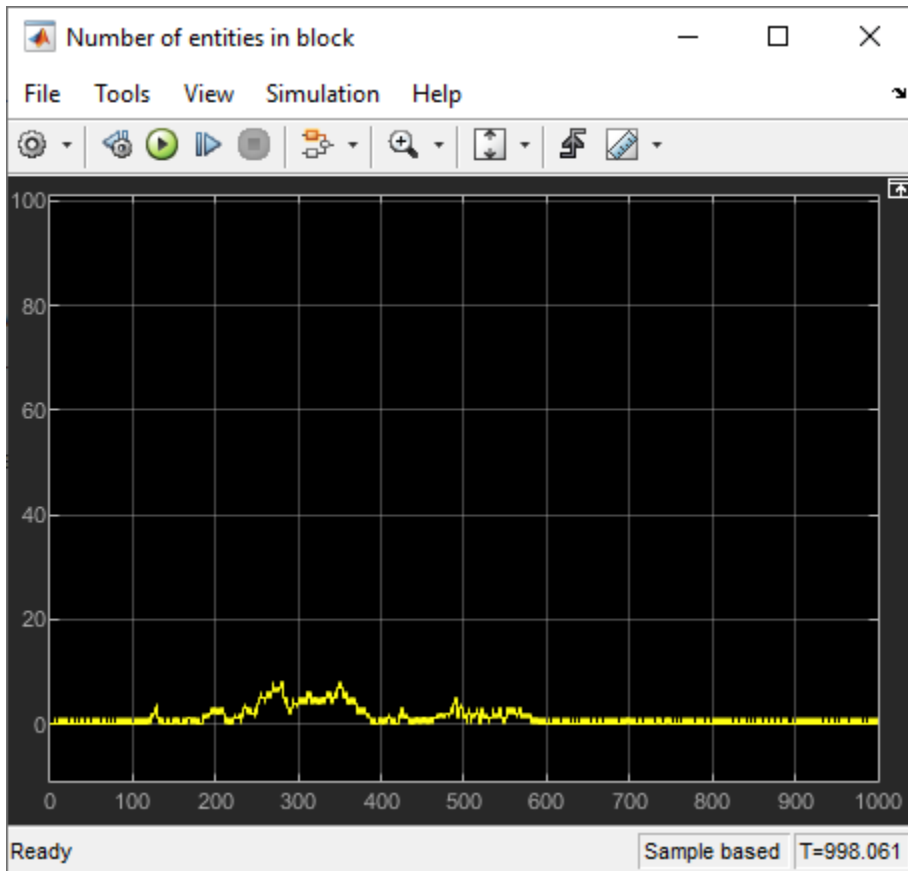 Number of entities in block
File Tools View Simulation Help
100
80
60
40
20
0
0 100 200 300 400 500 600 700 800 900 1000
Ready Sample based T=998.061